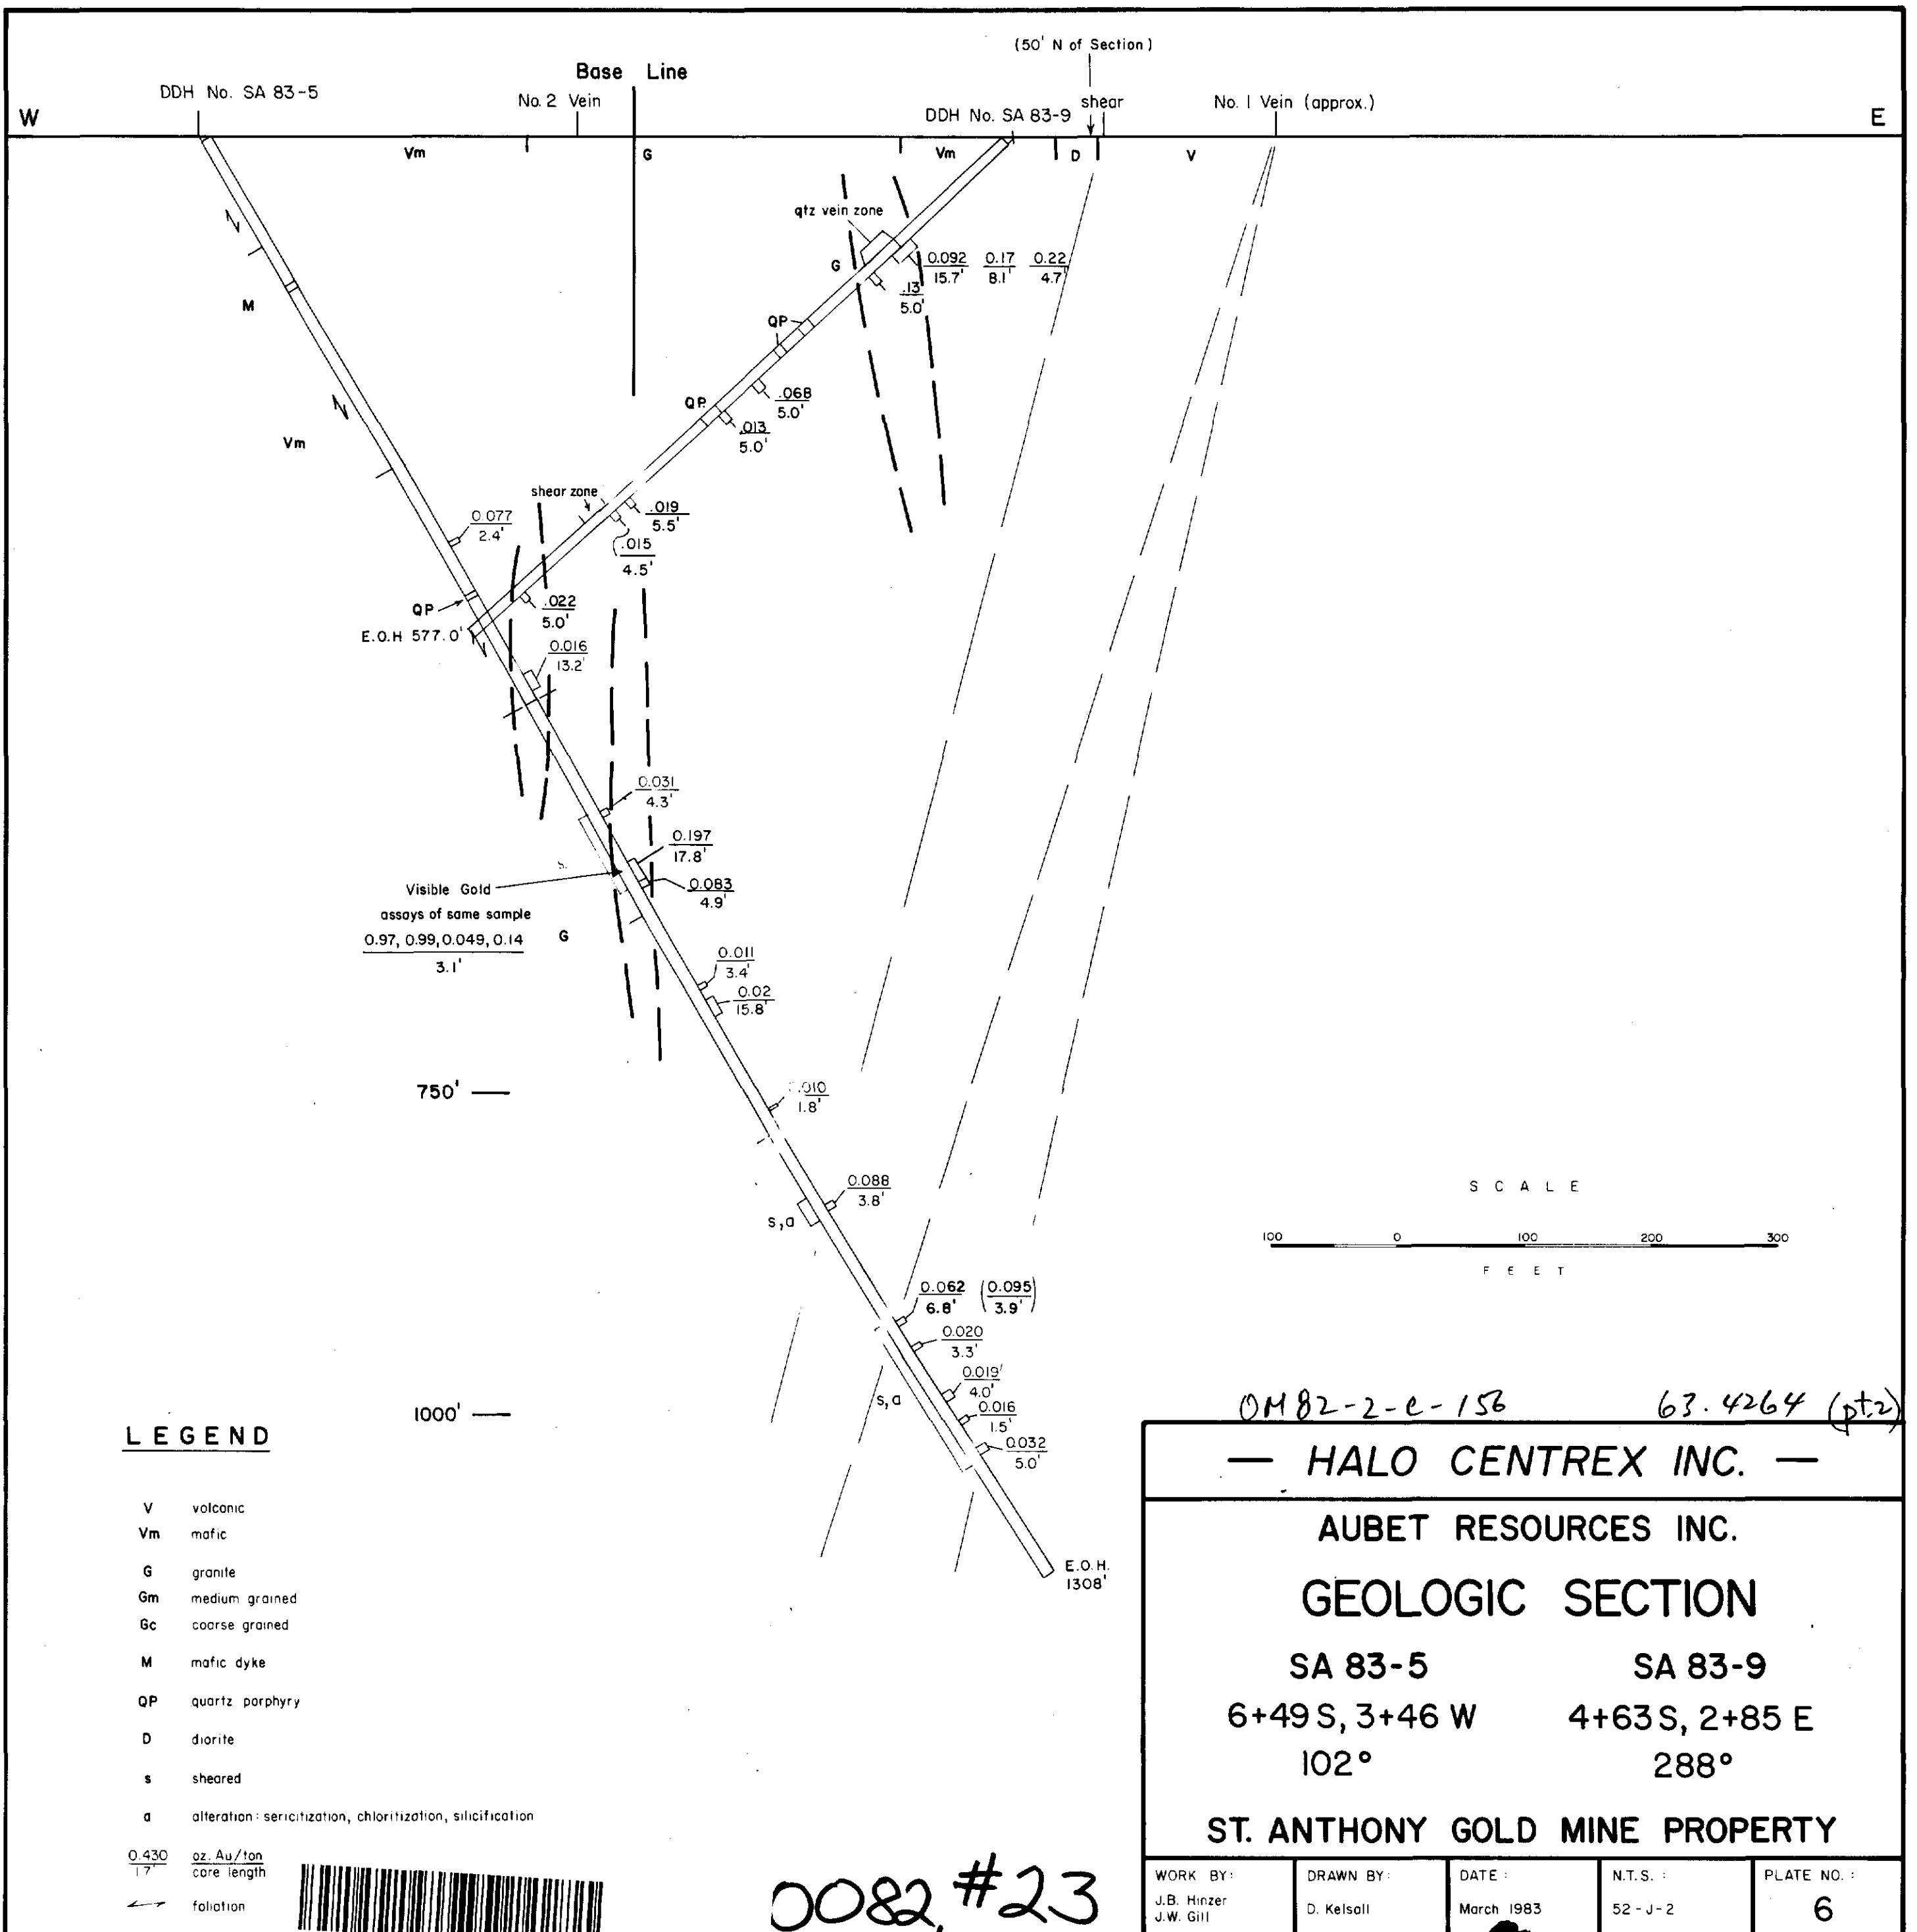 (50' N of Section)
Base Line
DDH No. SA 83-5
No. 2 Vein
DDH No. SA 83-9
shear
No. 1 Vein (approx.)
W
E
Vm
G
Vm
D
V
qtz vein zone
G
0.092 0.17 0.22
15.7' 8.1' 4.7'
.13
5.0'
M
QP
.068
5.0'
QP
.013
5.0'
Vm
shear zone
.019
5.5'
0.077
2.4'
.015
4.5'
QP
.022
5.0'
E.O.H 577.0'
0.016
13.2'
0.031
4.3'
0.197
17.8'
s
Visible Gold
0.083
4.9'
assays of same sample
0.97, 0.99, 0.049, 0.14
3.1'
G
0.011
3.4'
0.02
15.8'
750'
.010
1.8'
0.088
3.8'
s,a
SCALE
100 0 100 200 300
FEET
0.062 (0.095)
6.8' 3.9'
0.020
3.3'
0.019'
4.0'
s,a
0.016
1.5'
0.032
5.0'
1000'
E.O.H.
1308'
OM82-2-C-156 63.4264 (pt.2)
LEGEND
V volcanic
Vm mafic
G granite
Gm medium grained
Gc coarse grained
M mafic dyke
QP quartz porphyry
D diorite
s sheared
a alteration: sericitization, chloritization, silicification
0.430 oz. Au/ton
1.7' core length
foliation
0082, #23
— HALO CENTREX INC. —
AUBET RESOURCES INC.
GEOLOGIC SECTION
SA 83-5 SA 83-9
6+49 S, 3+46 W 4+63 S, 2+85 E
102° 288°
ST. ANTHONY GOLD MINE PROPERTY
WORK BY: DRAWN BY: DATE: N.T.S.: PLATE NO.:
J.B. Hinzer
J.W. Gill
D. Kelsall March 1983 52-J-2 6